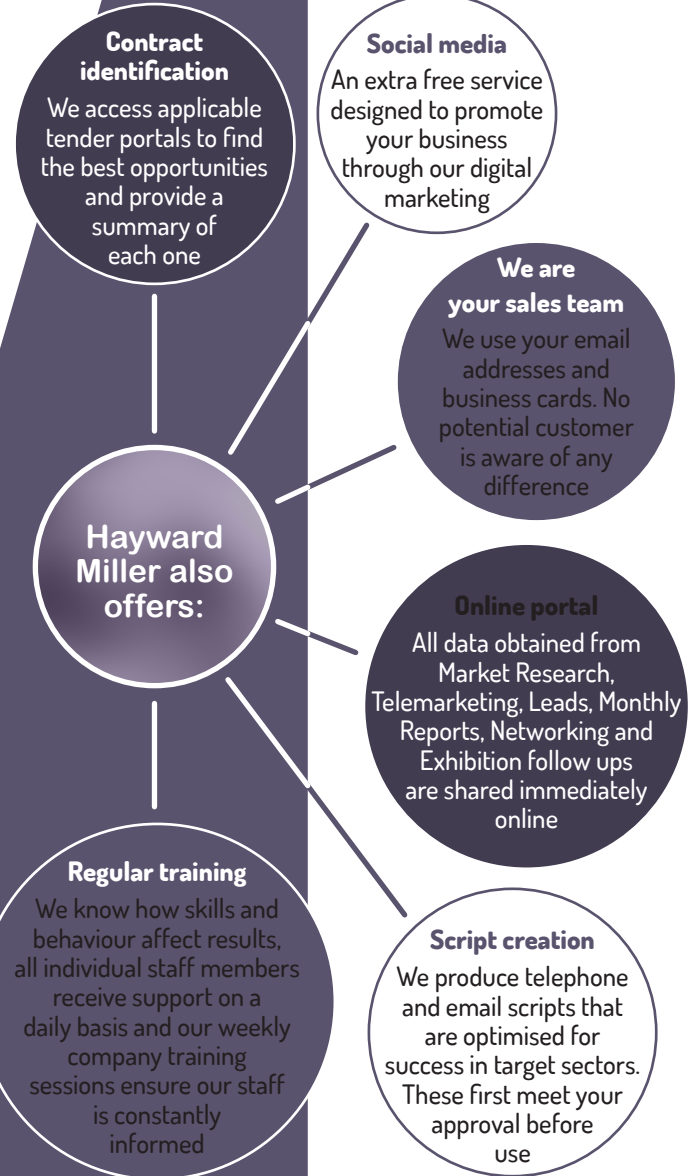 Contract
identification
We access applicable
tender portals to find
the best opportunities
and provide a
summary of
each one
Social media
An extra free service
designed to promote
your business
through our digital
marketing
We are
your sales team
We use your email
addresses and
business cards. No
potential customer
is aware of any
difference
Hayward
Miller also
offers:
Online portal
All data obtained from
Market Research,
Telemarketing, Leads, Monthly
Reports, Networking and
Exhibition follow ups
are shared immediately
online
Regular training
We know how skills and
behaviour affect results,
all individual staff members
receive support on a
daily basis and our weekly
company training
sessions ensure our staff
is constantly
informed
Script creation
We produce telephone
and email scripts that
are optimised for
success in target sectors.
These first meet your
approval before
use